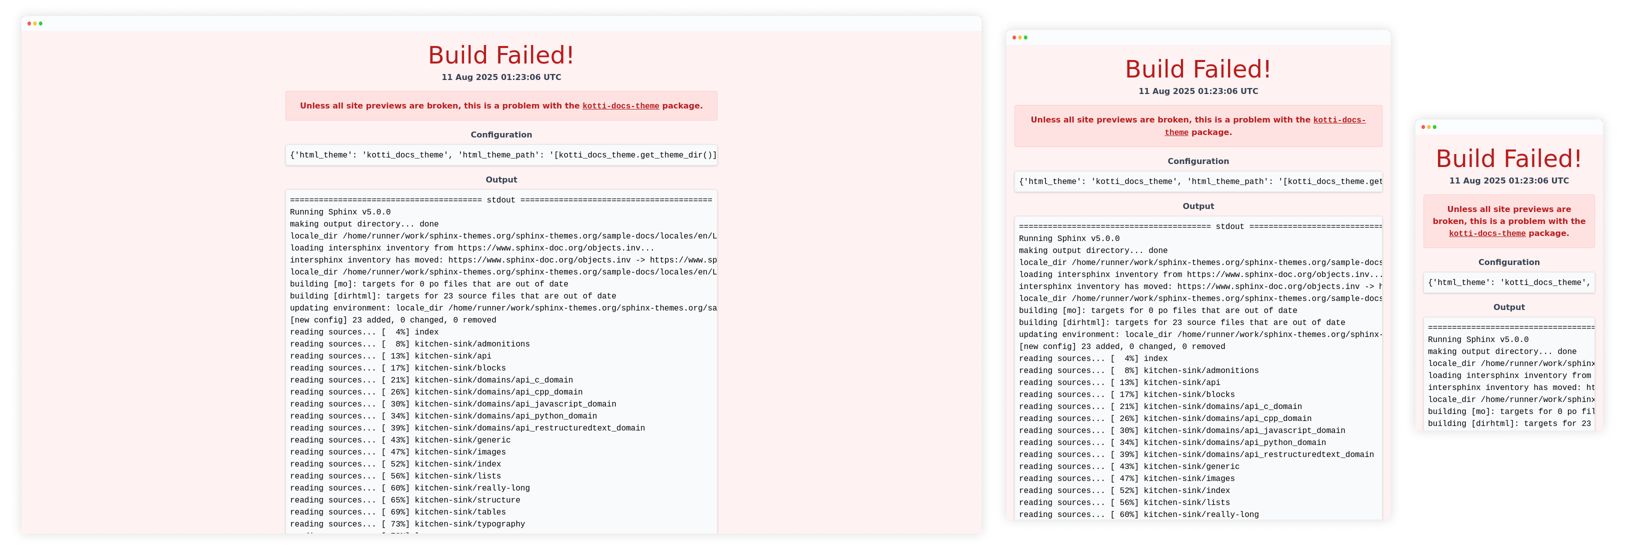 Build Failed!
11 Aug 2025 01:23:06 UTC
Unless all site previews are broken, this is a problem with the kotti-docs-theme package.
Configuration
{'html_theme': 'kotti_docs_theme', 'html_theme_path': '[kotti_docs_theme.get_theme_dir()]
Output
======================================== stdout ========================================
Running Sphinx v5.0.0
making output directory... done
locale_dir /home/runner/work/sphinx-themes.org/sphinx-themes.org/sample-docs/locales/en/L
loading intersphinx inventory from https://www.sphinx-doc.org/objects.inv...
intersphinx inventory has moved: https://www.sphinx-doc.org/objects.inv -> https://www.sp
locale_dir /home/runner/work/sphinx-themes.org/sphinx-themes.org/sample-docs/locales/en/L
building [mo]: targets for 0 po files that are out of date
building [dirhtml]: targets for 23 source files that are out of date
updating environment: locale_dir /home/runner/work/sphinx-themes.org/sphinx-themes.org/sa
[new config] 23 added, 0 changed, 0 removed
reading sources... [  4%] index
reading sources... [  8%] kitchen-sink/admonitions
reading sources... [ 13%] kitchen-sink/api
reading sources... [ 17%] kitchen-sink/blocks
reading sources... [ 21%] kitchen-sink/domains/api_c_domain
reading sources... [ 26%] kitchen-sink/domains/api_cpp_domain
reading sources... [ 30%] kitchen-sink/domains/api_javascript_domain
reading sources... [ 34%] kitchen-sink/domains/api_python_domain
reading sources... [ 39%] kitchen-sink/domains/api_restructuredtext_domain
reading sources... [ 43%] kitchen-sink/generic
reading sources... [ 47%] kitchen-sink/images
reading sources... [ 52%] kitchen-sink/index
reading sources... [ 56%] kitchen-sink/lists
reading sources... [ 60%] kitchen-sink/really-long
reading sources... [ 65%] kitchen-sink/structure
reading sources... [ 69%] kitchen-sink/tables
reading sources... [ 73%] kitchen-sink/typography
Build Failed!
11 Aug 2025 01:23:06 UTC
Unless all site previews are broken, this is a problem with the kotti-docs-
theme package.
Configuration
{'html_theme': 'kotti_docs_theme', 'html_theme_path': '[kotti_docs_theme.get
Output
======================================== stdout ===================================
Running Sphinx v5.0.0
making output directory... done
locale_dir /home/runner/work/sphinx-themes.org/sphinx-themes.org/sample-docs
loading intersphinx inventory from https://www.sphinx-doc.org/objects.inv...
intersphinx inventory has moved: https://www.sphinx-doc.org/objects.inv -> h
locale_dir /home/runner/work/sphinx-themes.org/sphinx-themes.org/sample-docs
building [mo]: targets for 0 po files that are out of date
building [dirhtml]: targets for 23 source files that are out of date
updating environment: locale_dir /home/runner/work/sphinx-themes.org/sphinx-
[new config] 23 added, 0 changed, 0 removed
reading sources... [  4%] index
reading sources... [  8%] kitchen-sink/admonitions
reading sources... [ 13%] kitchen-sink/api
reading sources... [ 17%] kitchen-sink/blocks
reading sources... [ 21%] kitchen-sink/domains/api_c_domain
reading sources... [ 26%] kitchen-sink/domains/api_cpp_domain
reading sources... [ 30%] kitchen-sink/domains/api_javascript_domain
reading sources... [ 34%] kitchen-sink/domains/api_python_domain
reading sources... [ 39%] kitchen-sink/domains/api_restructuredtext_domain
reading sources... [ 43%] kitchen-sink/generic
reading sources... [ 47%] kitchen-sink/images
reading sources... [ 52%] kitchen-sink/index
reading sources... [ 56%] kitchen-sink/lists
reading sources... [ 60%] kitchen-sink/really-long
Build Failed!
11 Aug 2025 01:23:06 UTC
Unless all site previews are
broken, this is a problem with the
kotti-docs-theme package.
Configuration
{'html_theme': 'kotti_docs_theme',
Output
===================================
Running Sphinx v5.0.0
making output directory... done
locale_dir /home/runner/work/sphinx
loading intersphinx inventory from
intersphinx inventory has moved: ht
locale_dir /home/runner/work/sphinx
building [mo]: targets for 0 po fil
building [dirhtml]: targets for 23